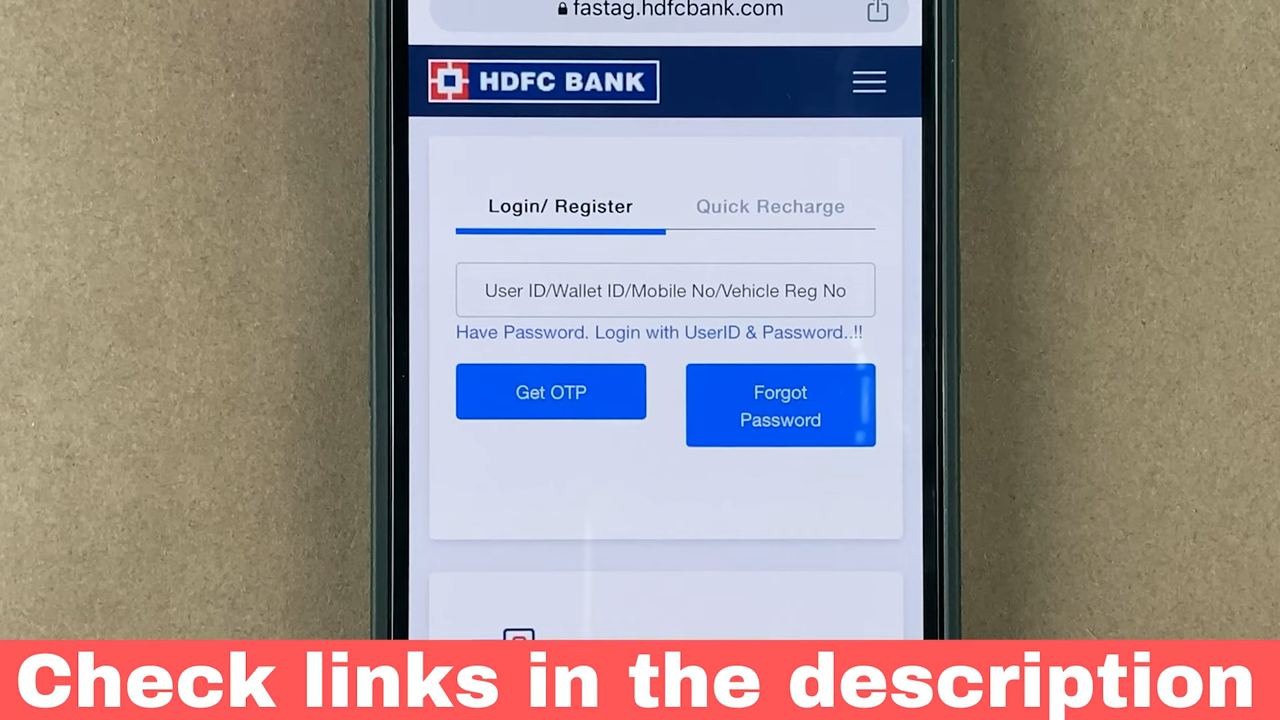 fastag.hdfcbank.com
HDFC BANK
Login/ Register
Quick Recharge
User ID/Wallet ID/Mobile No/Vehicle Reg No
Have Password. Login with UserID & Password..!!
Get OTP
Forgot
Password
Check links in the description